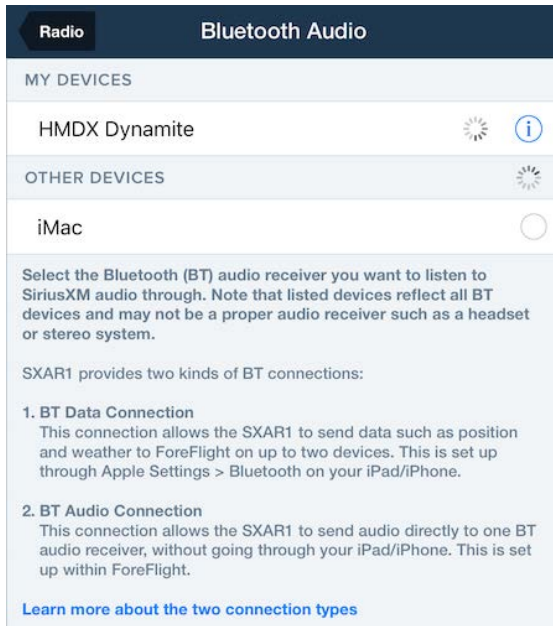 Radio
Bluetooth Audio
MY DEVICES
HMDX Dynamite
i
OTHER DEVICES
iMac
Select the Bluetooth (BT) audio receiver you want to listen to
SiriusXM audio through. Note that listed devices reflect all BT
devices and may not be a proper audio receiver such as a headset
or stereo system.
SXAR1 provides two kinds of BT connections:
1. BT Data Connection
This connection allows the SXAR1 to send data such as position
and weather to ForeFlight on up to two devices. This is set up
through Apple Settings > Bluetooth on your iPad/iPhone.
2. BT Audio Connection
This connection allows the SXAR1 to send audio directly to one BT
audio receiver, without going through your iPad/iPhone. This is set
up within ForeFlight.
Learn more about the two connection types